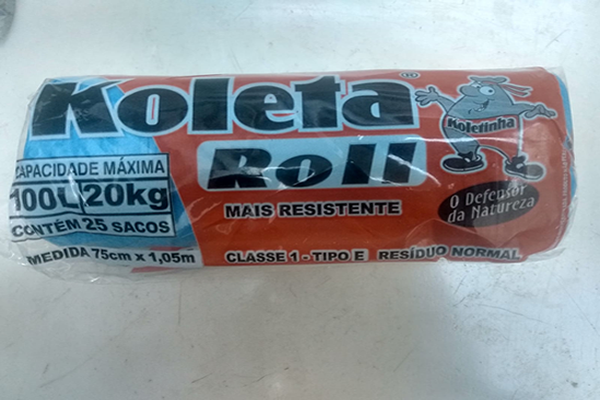 Koleta®
Roll
MAIS RESISTENTE
CAPACIDADE MÁXIMA
100L 20kg
CONTÉM 25 SACOS
MEDIDA 75cm x 1,05m
CLASSE 1 - TIPO E RESÍDUO NORMAL
Koletinha
O Defensor
da Natureza